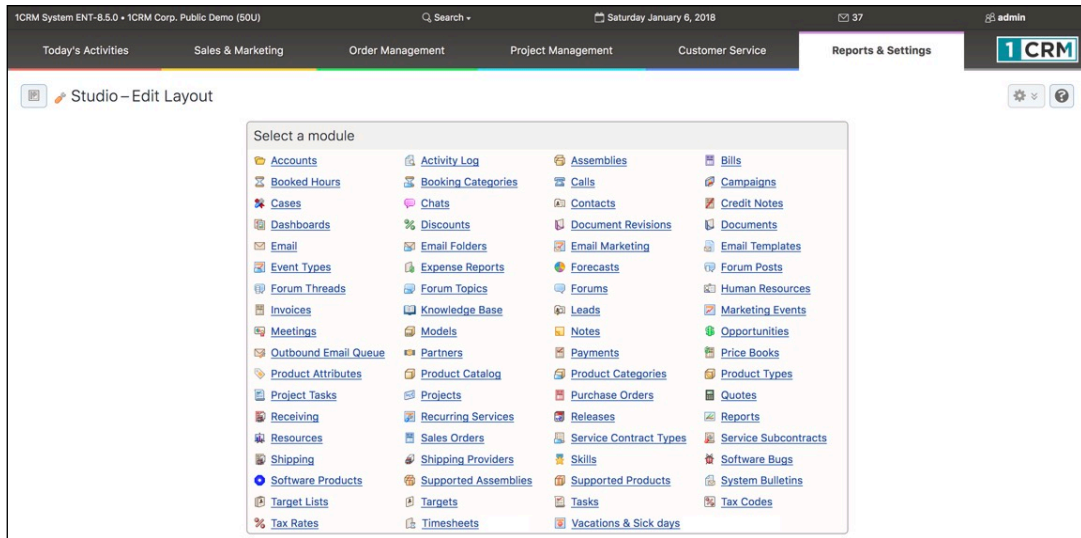 1CRM System ENT-8.5.0 • 1CRM Corp. Public Demo (50U) Search Saturday January 6, 2018 37 admin
Today's Activities Sales & Marketing Order Management Project Management Customer Service Reports & Settings 1 CRM
Studio – Edit Layout
Select a module
Accounts Activity Log Assemblies Bills
Booked Hours Booking Categories Calls Campaigns
Cases Chats Contacts Credit Notes
Dashboards Discounts Document Revisions Documents
Email Email Folders Email Marketing Email Templates
Event Types Expense Reports Forecasts Forum Posts
Forum Threads Forum Topics Forums Human Resources
Invoices Knowledge Base Leads Marketing Events
Meetings Models Notes Opportunities
Outbound Email Queue Partners Payments Price Books
Product Attributes Product Catalog Product Categories Product Types
Project Tasks Projects Purchase Orders Quotes
Receiving Recurring Services Releases Reports
Resources Sales Orders Service Contract Types Service Subcontracts
Shipping Shipping Providers Skills Software Bugs
Software Products Supported Assemblies Supported Products System Bulletins
Target Lists Targets Tasks Tax Codes
Tax Rates Timesheets Vacations & Sick days